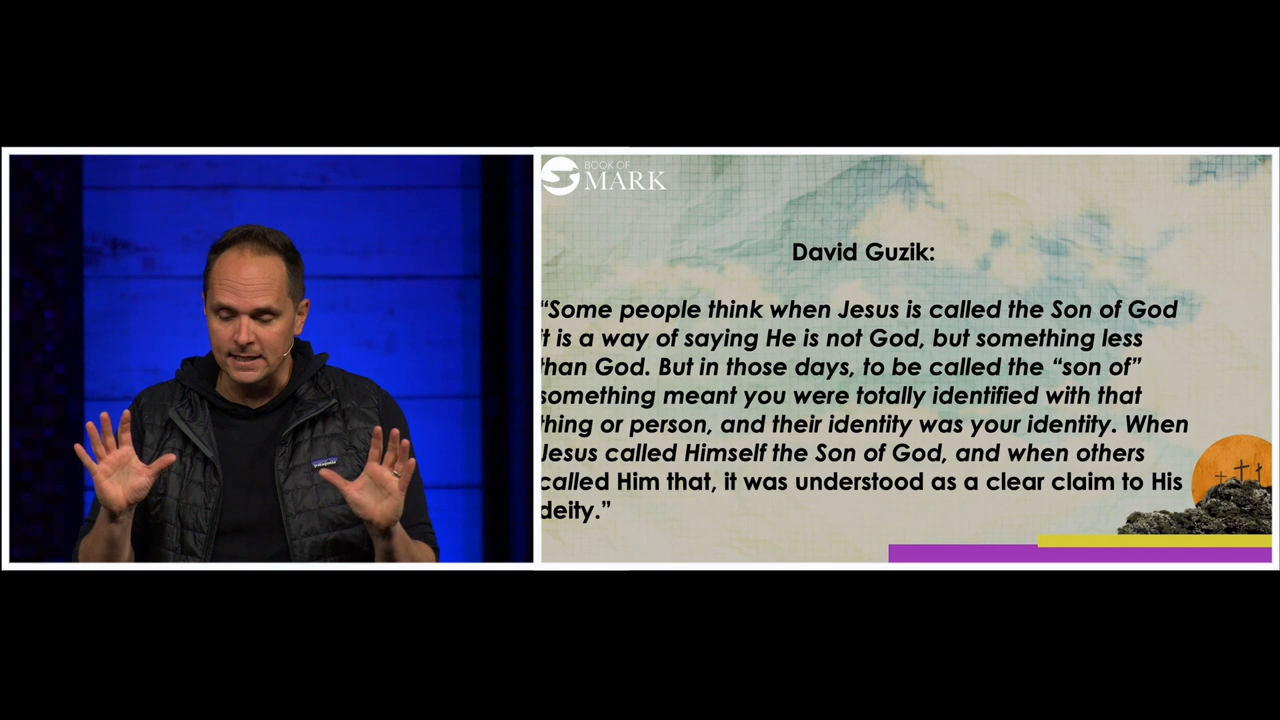 BOOK OF
MARK
David Guzik:
“Some people think when Jesus is called the Son of God
it is a way of saying He is not God, but something less
than God. But in those days, to be called the “son of”
something meant you were totally identified with that
thing or person, and their identity was your identity. When
Jesus called Himself the Son of God, and when others
called Him that, it was understood as a clear claim to His
deity.”
patagonia